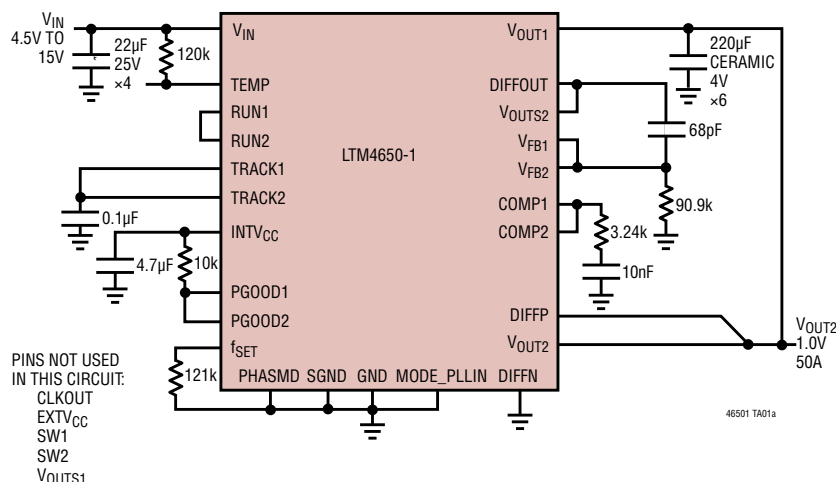 VIN
4.5V TO
15V
22µF
25V
×4
120k
VIN
TEMP
RUN1
RUN2
TRACK1
TRACK2
0.1µF
INTVCC
4.7µF
10k
PGOOD1
PGOOD2
fSET
121k
PHASMD SGND GND MODE_PLLIN DIFFN
LTM4650-1
VOUT1
DIFFOUT
VOUTS2
VFB1
VFB2
COMP1
COMP2
DIFFP
VOUT2
220µF
CERAMIC
4V
×6
68pF
90.9k
3.24k
10nF
VOUT2
1.0V
50A
46501 TA01a
PINS NOT USED
IN THIS CIRCUIT:
CLKOUT
EXTVCC
SW1
SW2
VOUTS1